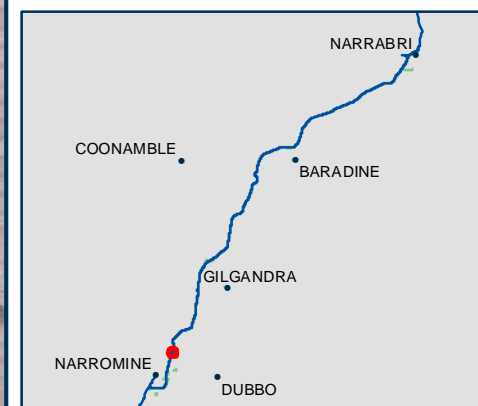 NARRABRI
COONAMBLE
BARADINE
GILGANDRA
NARROMINE
DUBBO